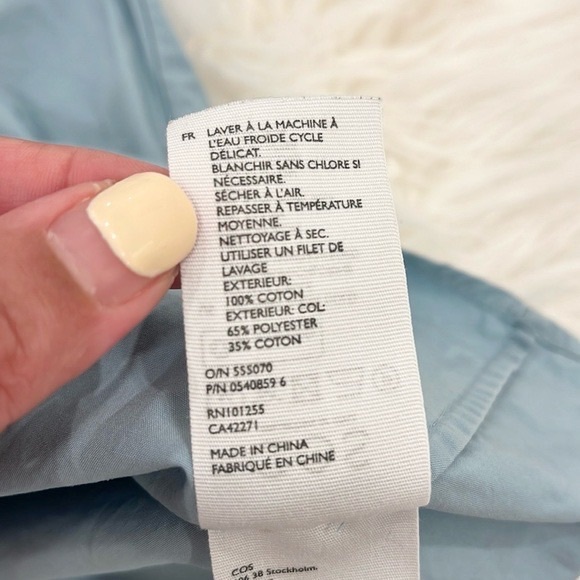 FR LAVER À LA MACHINE À
L'EAU FROIDE CYCLE
DÉLICAT.
BLANCHIR SANS CHLORE SI
NÉCESSAIRE.
SÉCHER À L'AIR.
REPASSER À TEMPÉRATURE
MOYENNE.
NETTOYAGE À SEC.
UTILISER UN FILET DE
LAVAGE
EXTERIEUR:
100% COTON
EXTERIEUR: COL:
65% POLYESTER
35% COTON
O/N 555070
P/N 0540859 6
RN101255
CA42271
MADE IN CHINA
FABRIQUÉ EN CHINE
COS
38 Stockholm.